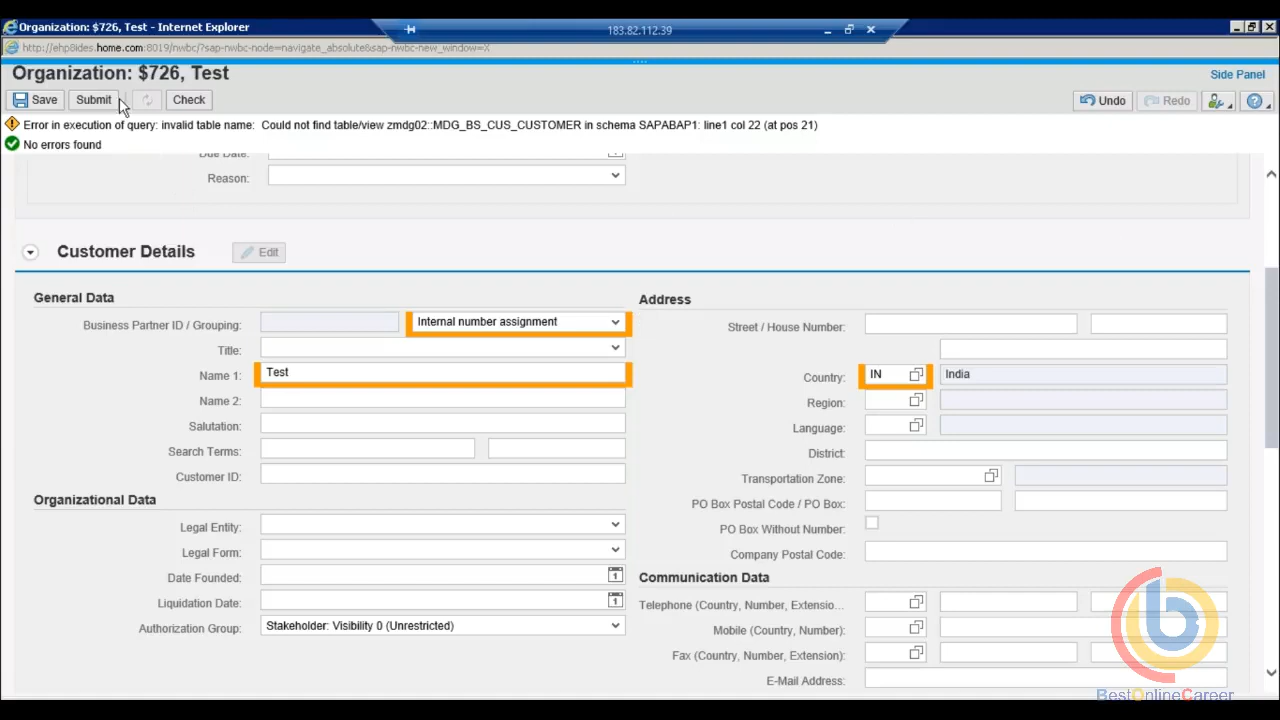 Organization: $726, Test - Internet Explorer
183.82.112.39
http://ehp8ides.home.com:8019/nwbc/?sap-nwbc-node=navigate_absolute&sap-nwbc-new_window=X
Organization: $726, Test
Side Panel
Save Submit Check Undo Redo
Error in execution of query: invalid table name: Could not find table/view zmdg02::MDG_BS_CUS_CUSTOMER in schema SAPABAP1: line1 col 22 (at pos 21)
No errors found
Due Date:
Reason:
Customer Details Edit
General Data
Business Partner ID / Grouping: Internal number assignment
Title:
Name 1: Test
Name 2:
Salutation:
Search Terms:
Customer ID:
Organizational Data
Legal Entity:
Legal Form:
Date Founded:
Liquidation Date:
Authorization Group: Stakeholder: Visibility 0 (Unrestricted)
Address
Street / House Number:
Country: IN India
Region:
Language:
District:
Transportation Zone:
PO Box Postal Code / PO Box:
PO Box Without Number:
Company Postal Code:
Communication Data
Telephone (Country, Number, Extensio...
Mobile (Country, Number):
Fax (Country, Number, Extension):
E-Mail Address:
BestOnlineCareer